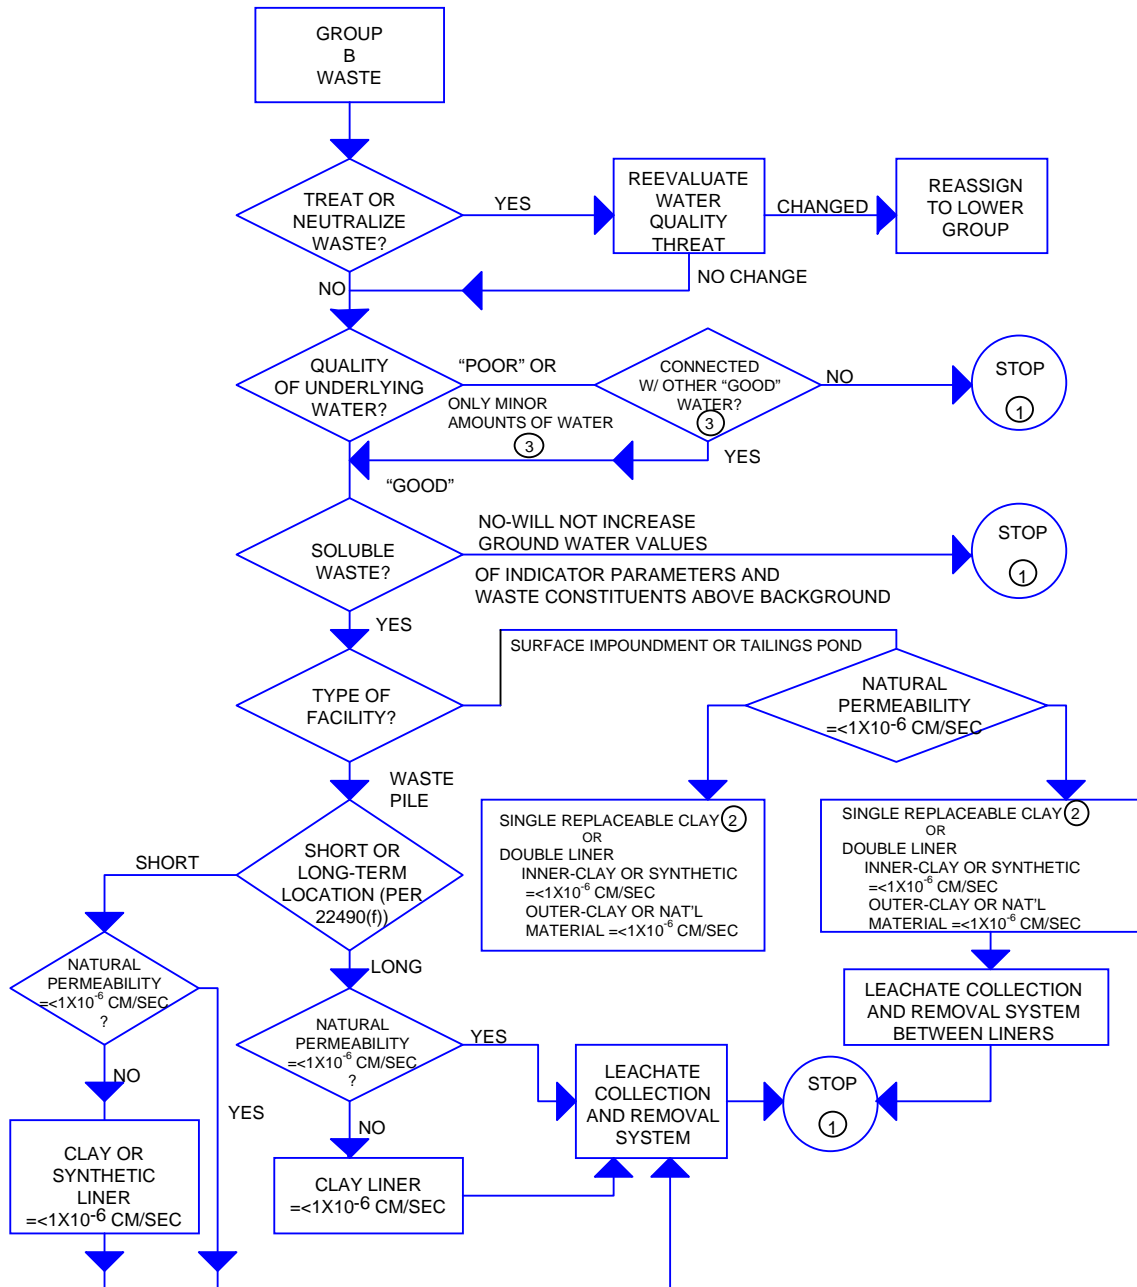 GROUP
B
WASTE
TREAT OR
NEUTRALIZE
WASTE?
YES
REEVALUATE
WATER
QUALITY
THREAT
CHANGED
REASSIGN
TO LOWER
GROUP
NO
NO CHANGE
QUALITY
OF UNDERLYING
WATER?
"POOR" OR
ONLY MINOR
AMOUNTS OF WATER
3
CONNECTED
W/ OTHER "GOOD"
WATER?
3
NO
STOP
1
YES
"GOOD"
SOLUBLE
WASTE?
NO-WILL NOT INCREASE
GROUND WATER VALUES
OF INDICATOR PARAMETERS AND
WASTE CONSTITUENTS ABOVE BACKGROUND
STOP
1
YES
TYPE OF
FACILITY?
SURFACE IMPOUNDMENT OR TAILINGS POND
NATURAL
PERMEABILITY
=<1X10-6 CM/SEC
WASTE
PILE
SINGLE REPLACEABLE CLAY 2
OR
DOUBLE LINER
INNER-CLAY OR SYNTHETIC
=<1X10-6 CM/SEC
OUTER-CLAY OR NAT'L
MATERIAL =<1X10-6 CM/SEC
SINGLE REPLACEABLE CLAY 2
OR
DOUBLE LINER
INNER-CLAY OR SYNTHETIC
=<1X10-6 CM/SEC
OUTER-CLAY OR NAT'L
MATERIAL =<1X10-6 CM/SEC
SHORT
SHORT OR
LONG-TERM
LOCATION (PER
22490(f))
LONG
NATURAL
PERMEABILITY
=<1X10-6 CM/SEC
?
NATURAL
PERMEABILITY
=<1X10-6 CM/SEC
?
YES
LEACHATE COLLECTION
AND REMOVAL SYSTEM
BETWEEN LINERS
NO
YES
NO
LEACHATE
COLLECTION
AND REMOVAL
SYSTEM
STOP
1
CLAY OR
SYNTHETIC
LINER
=<1X10-6 CM/SEC
CLAY LINER
=<1X10-6 CM/SEC